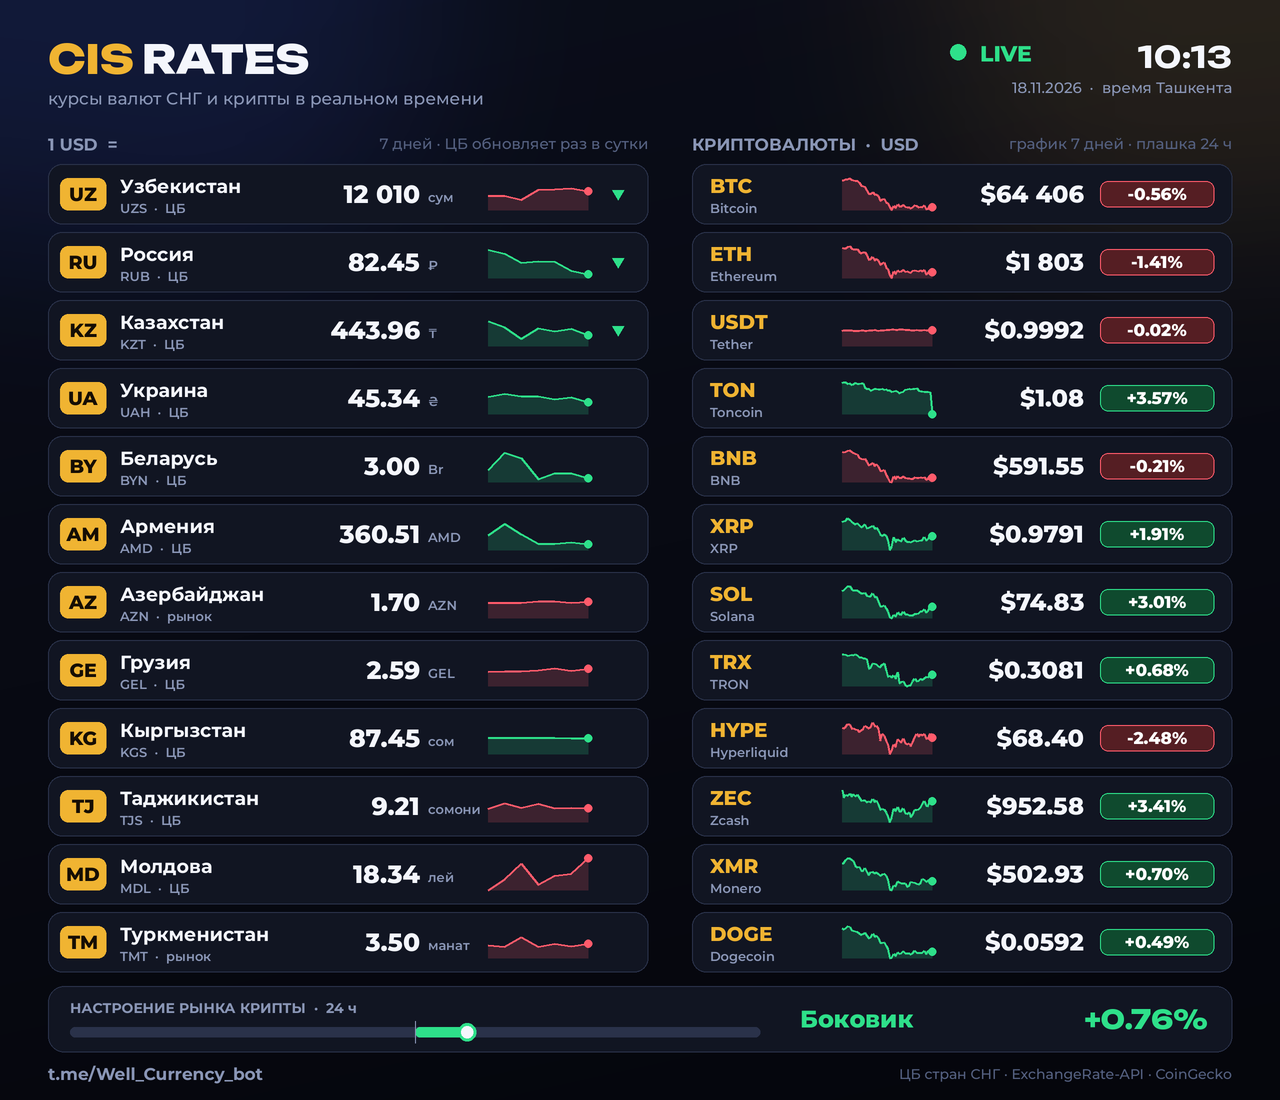 CIS RATES
курсы валют СНГ и крипты в реальном времени
LIVE
10:13
18.11.2026 · время Ташкента
1 USD =
7 дней · ЦБ обновляет раз в сутки
UZ Узбекистан 12 010 сум
UZS · ЦБ
RU Россия 82.45 ₽
RUB · ЦБ
KZ Казахстан 443.96 ₸
KZT · ЦБ
UA Украина 45.34 ₴
UAH · ЦБ
BY Беларусь 3.00 Br
BYN · ЦБ
AM Армения 360.51 AMD
AMD · ЦБ
AZ Азербайджан 1.70 AZN
AZN · рынок
GE Грузия 2.59 GEL
GEL · ЦБ
KG Кыргызстан 87.45 сом
KGS · ЦБ
TJ Таджикистан 9.21 сомони
TJS · ЦБ
MD Молдова 18.34 лей
MDL · ЦБ
TM Туркменистан 3.50 манат
TMT · рынок
КРИПТОВАЛЮТЫ · USD
график 7 дней · плашка 24 ч
BTC $64 406 -0.56%
Bitcoin
ETH $1 803 -1.41%
Ethereum
USDT $0.9992 -0.02%
Tether
TON $1.08 +3.57%
Toncoin
BNB $591.55 -0.21%
BNB
XRP $0.9791 +1.91%
XRP
SOL $74.83 +3.01%
Solana
TRX $0.3081 +0.68%
TRON
HYPE $68.40 -2.48%
Hyperliquid
ZEC $952.58 +3.41%
Zcash
XMR $502.93 +0.70%
Monero
DOGE $0.0592 +0.49%
Dogecoin
НАСТРОЕНИЕ РЫНКА КРИПТЫ · 24 ч
Боковик
+0.76%
t.me/Well_Currency_bot
ЦБ стран СНГ · ExchangeRate-API · CoinGecko